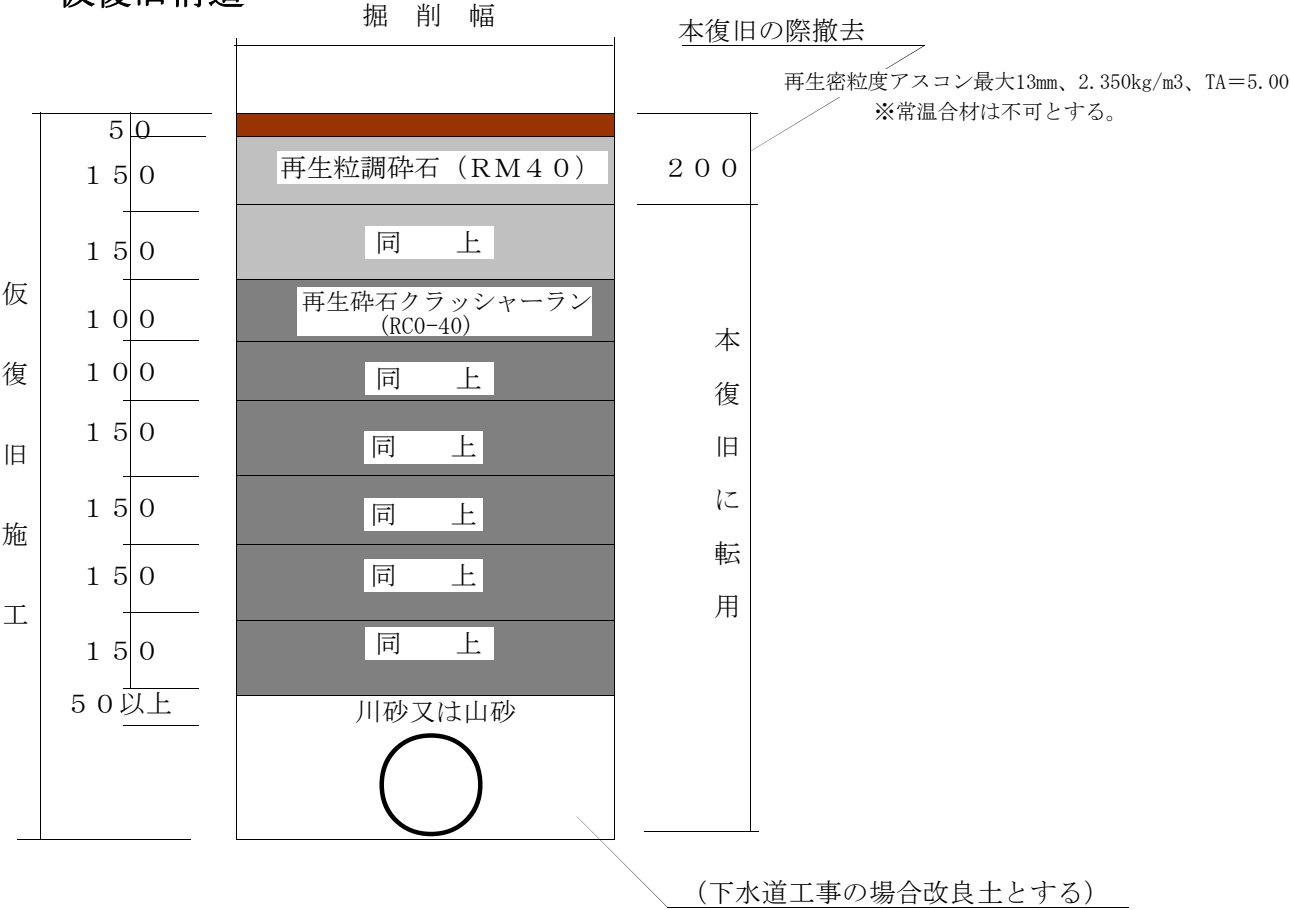 仮復旧構造
掘　削　幅
本復旧の際撤去
再生密粒度アスコン最大13mm、2.350kg/m3、TA＝5.00
※常温合材は不可とする。
５０
１５０
再生粒調砕石（ＲＭ４０）
２００
１５０
同　　上
１００
再生砕石クラッシャーラン
(RC0-40)
１００
同　　上
１５０
同　　上
１５０
同　　上
１５０
同　　上
１５０
同　　上
５０以上
川砂又は山砂
仮復旧施工
本復旧に転用
（下水道工事の場合改良土とする）